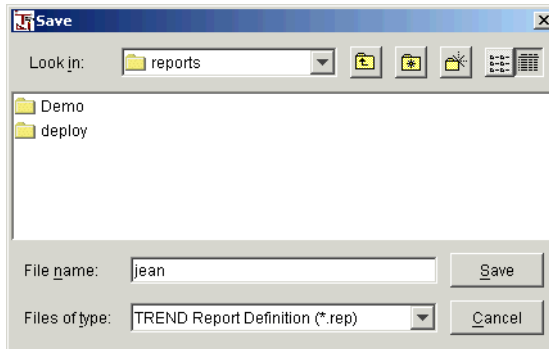 Save
Look in: reports
Demo
deploy
File name: jean Save
Files of type: TREND Report Definition (*.rep) Cancel